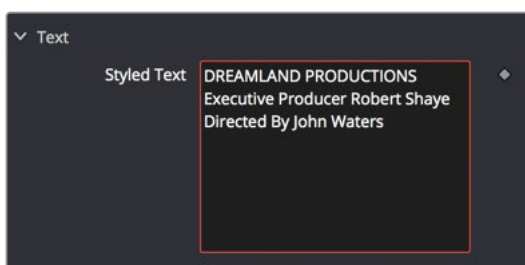 Text
Styled Text
DREAMLAND PRODUCTIONS
Executive Producer Robert Shaye
Directed By John Waters